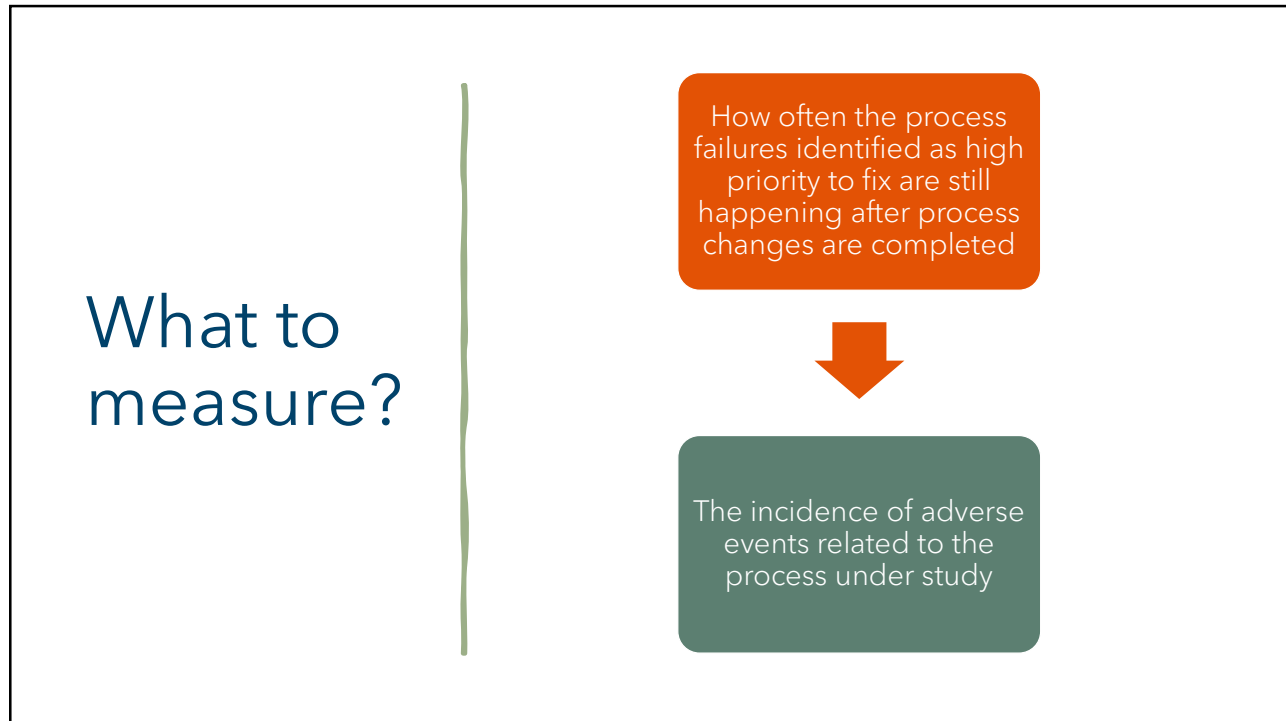 What to
measure?
How often the process
failures identified as high
priority to fix are still
happening after process
changes are completed
The incidence of adverse
events related to the
process under study